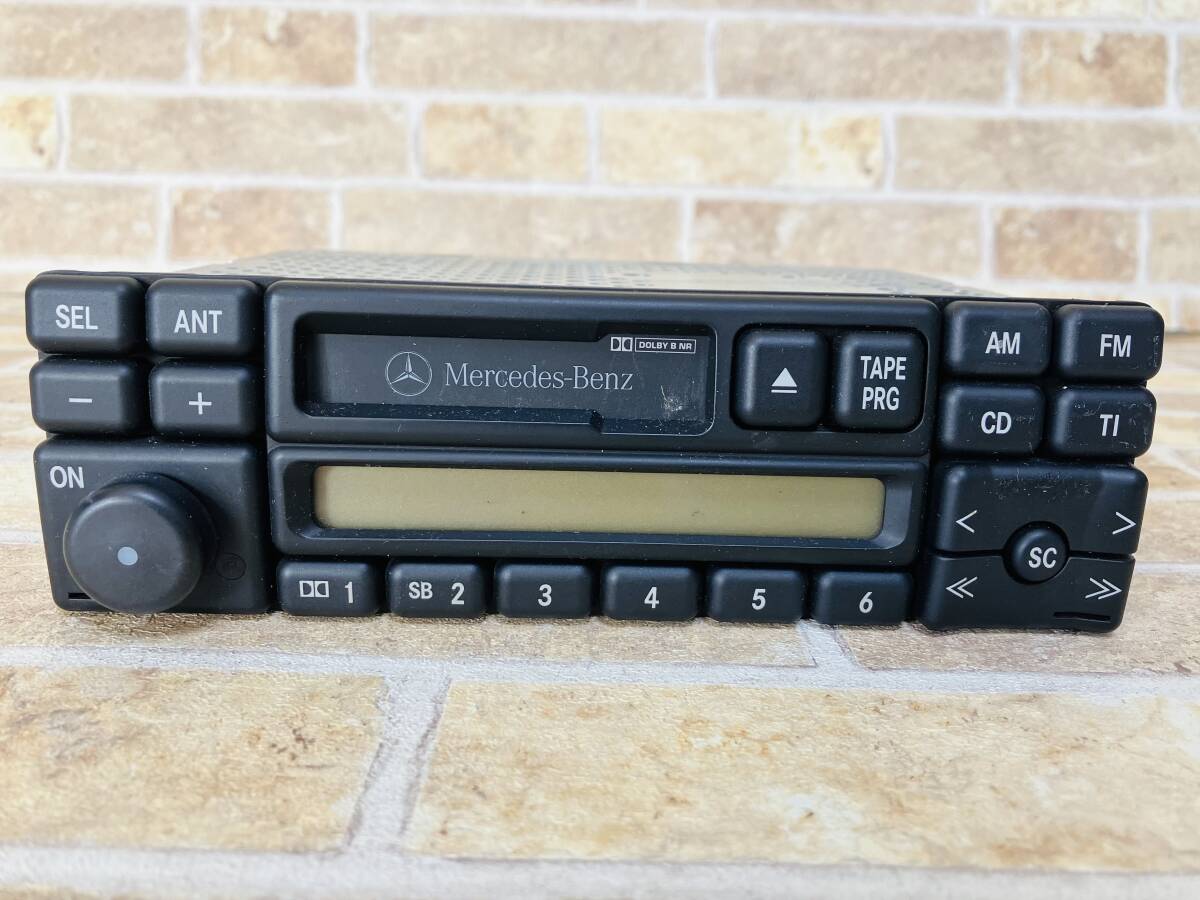 SEL ANT
DOLBY B NR
Mercedes-Benz
TAPE
PRG
AM FM
- +
CD TI
ON
< >
SC
<< >>
1 SB 2 3 4 5 6